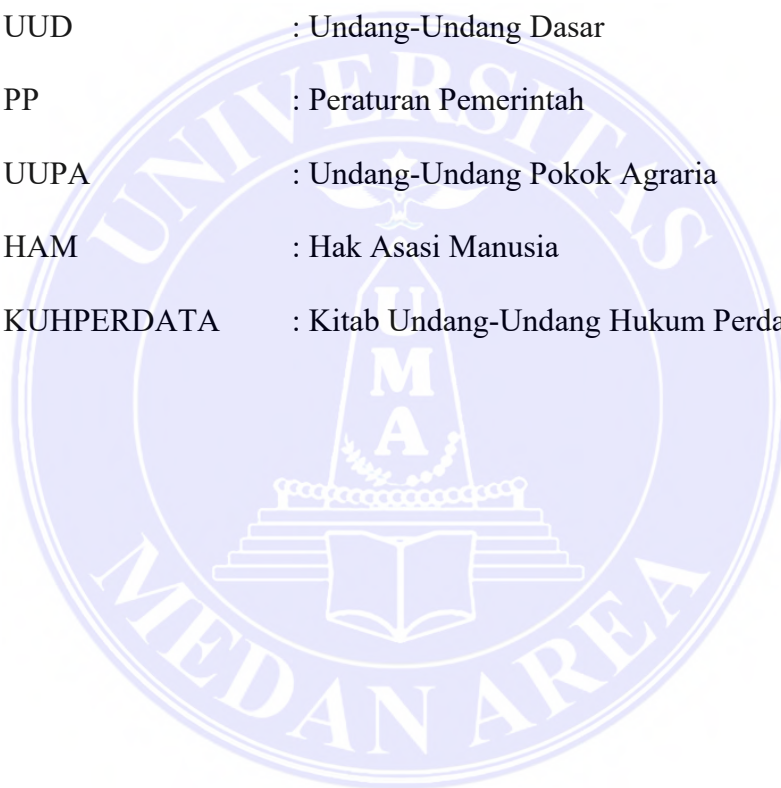 UUD : Undang-Undang Dasar
PP : Peraturan Pemerintah
UUPA : Undang-Undang Pokok Agraria
HAM : Hak Asasi Manusia
KUHPERDATA : Kitab Undang-Undang Hukum Perda
UNIVERSITAS
UMA
MEDAN AREA